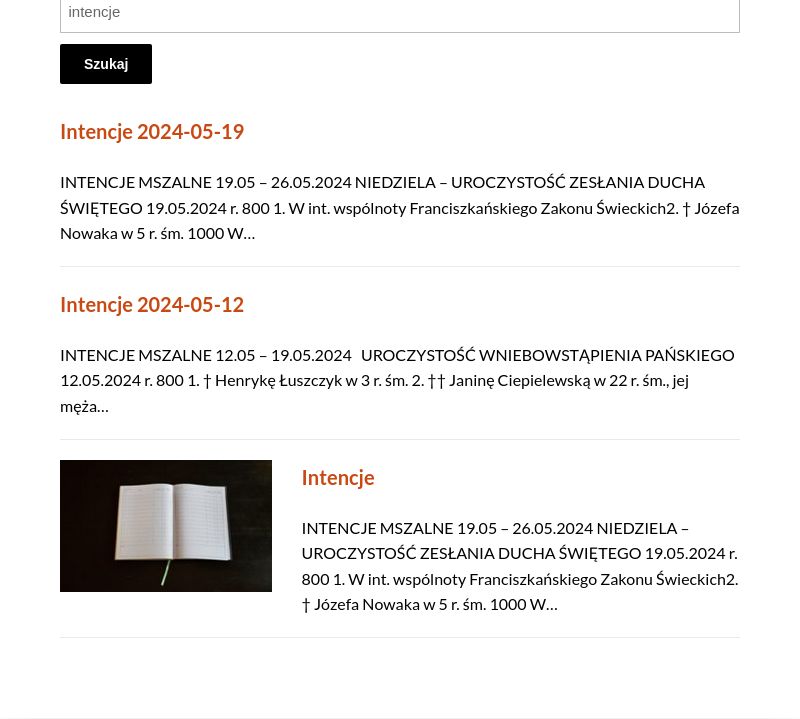 intencje
Szukaj
Intencje 2024-05-19
INTENCJE MSZALNE 19.05 – 26.05.2024 NIEDZIELA – UROCZYSTOŚĆ ZESŁANIA DUCHA
ŚWIĘTEGO 19.05.2024 r. 800 1. W int. wspólnoty Franciszkańskiego Zakonu Świeckich2. † Józefa
Nowaka w 5 r. śm. 1000 W…
Intencje 2024-05-12
INTENCJE MSZALNE 12.05 – 19.05.2024   UROCZYSTOŚĆ WNIEBOWSTĄPIENIA PAŃSKIEGO
12.05.2024 r. 800 1. † Henrykę Łuszczyk w 3 r. śm. 2. †† Janinę Ciepielewską w 22 r. śm., jej
męża…
Intencje
INTENCJE MSZALNE 19.05 – 26.05.2024 NIEDZIELA –
UROCZYSTOŚĆ ZESŁANIA DUCHA ŚWIĘTEGO 19.05.2024 r.
800 1. W int. wspólnoty Franciszkańskiego Zakonu Świeckich2.
† Józefa Nowaka w 5 r. śm. 1000 W…